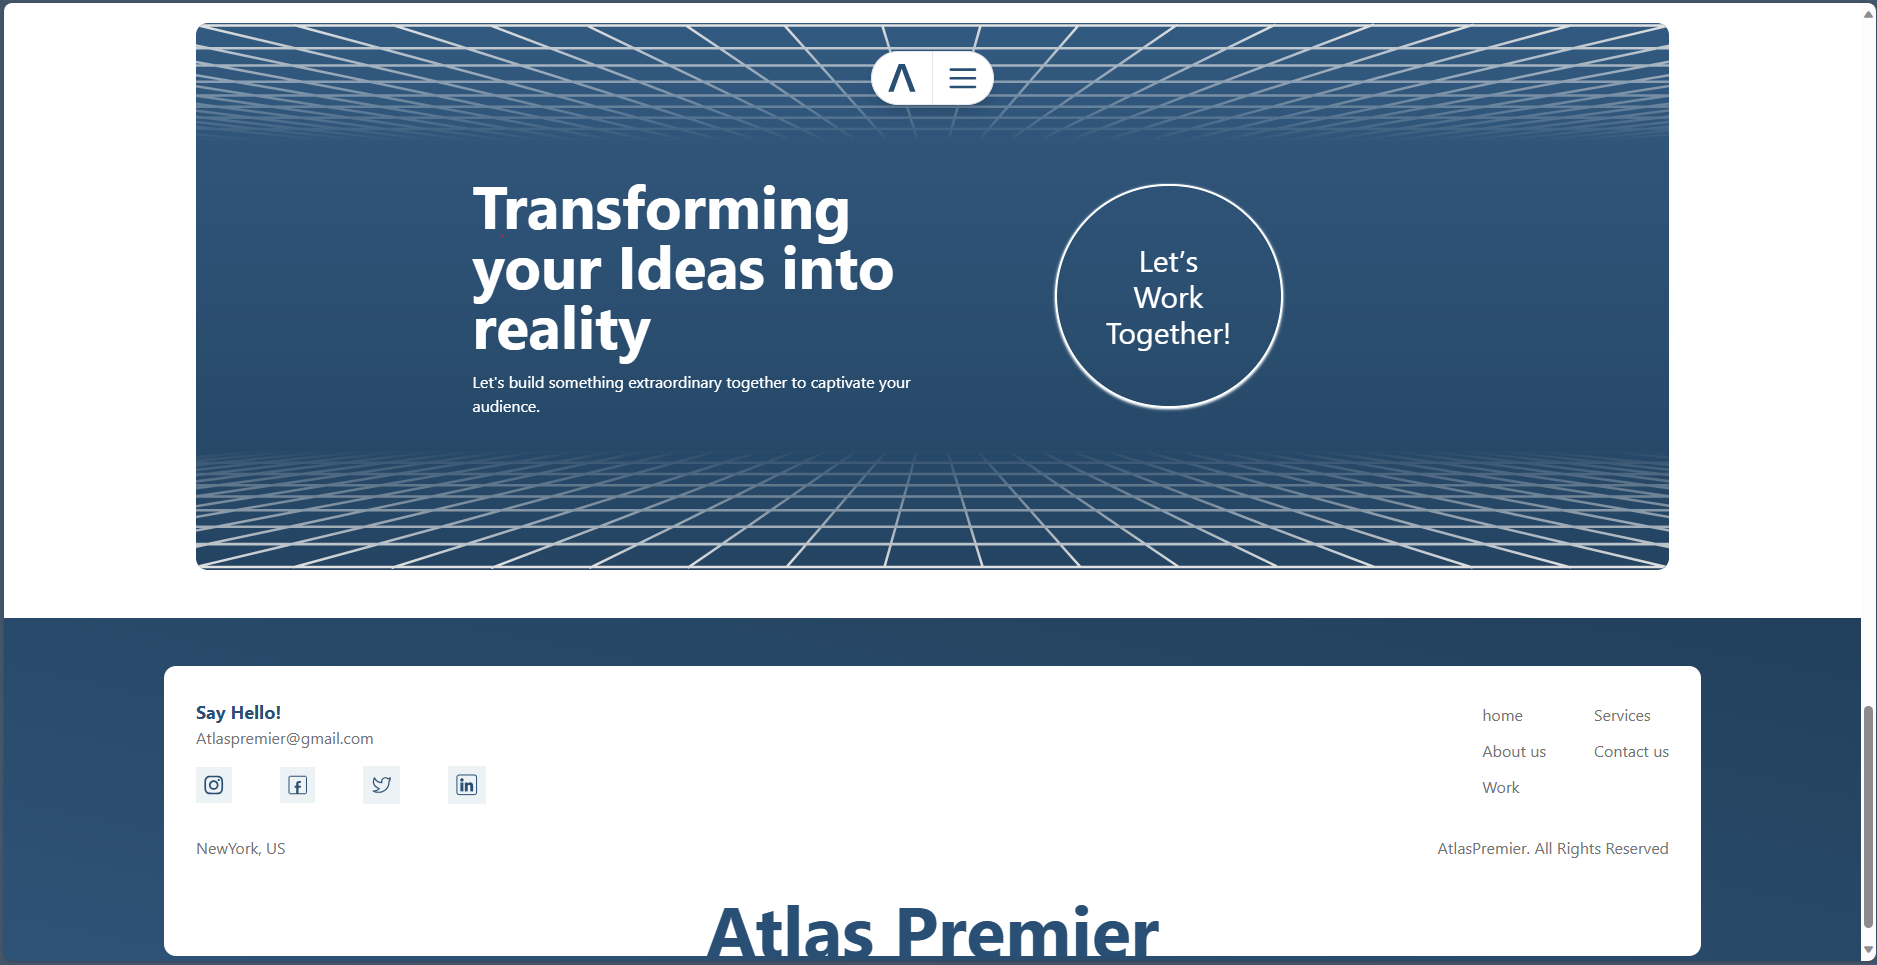 Transforming
your Ideas into
reality
Let's build something extraordinary together to captivate your
audience.
Let’s
Work
Together!
Say Hello!
Atlaspremier@gmail.com
home
Services
About us
Contact us
Work
NewYork, US
AtlasPremier. All Rights Reserved
Atlas Premier